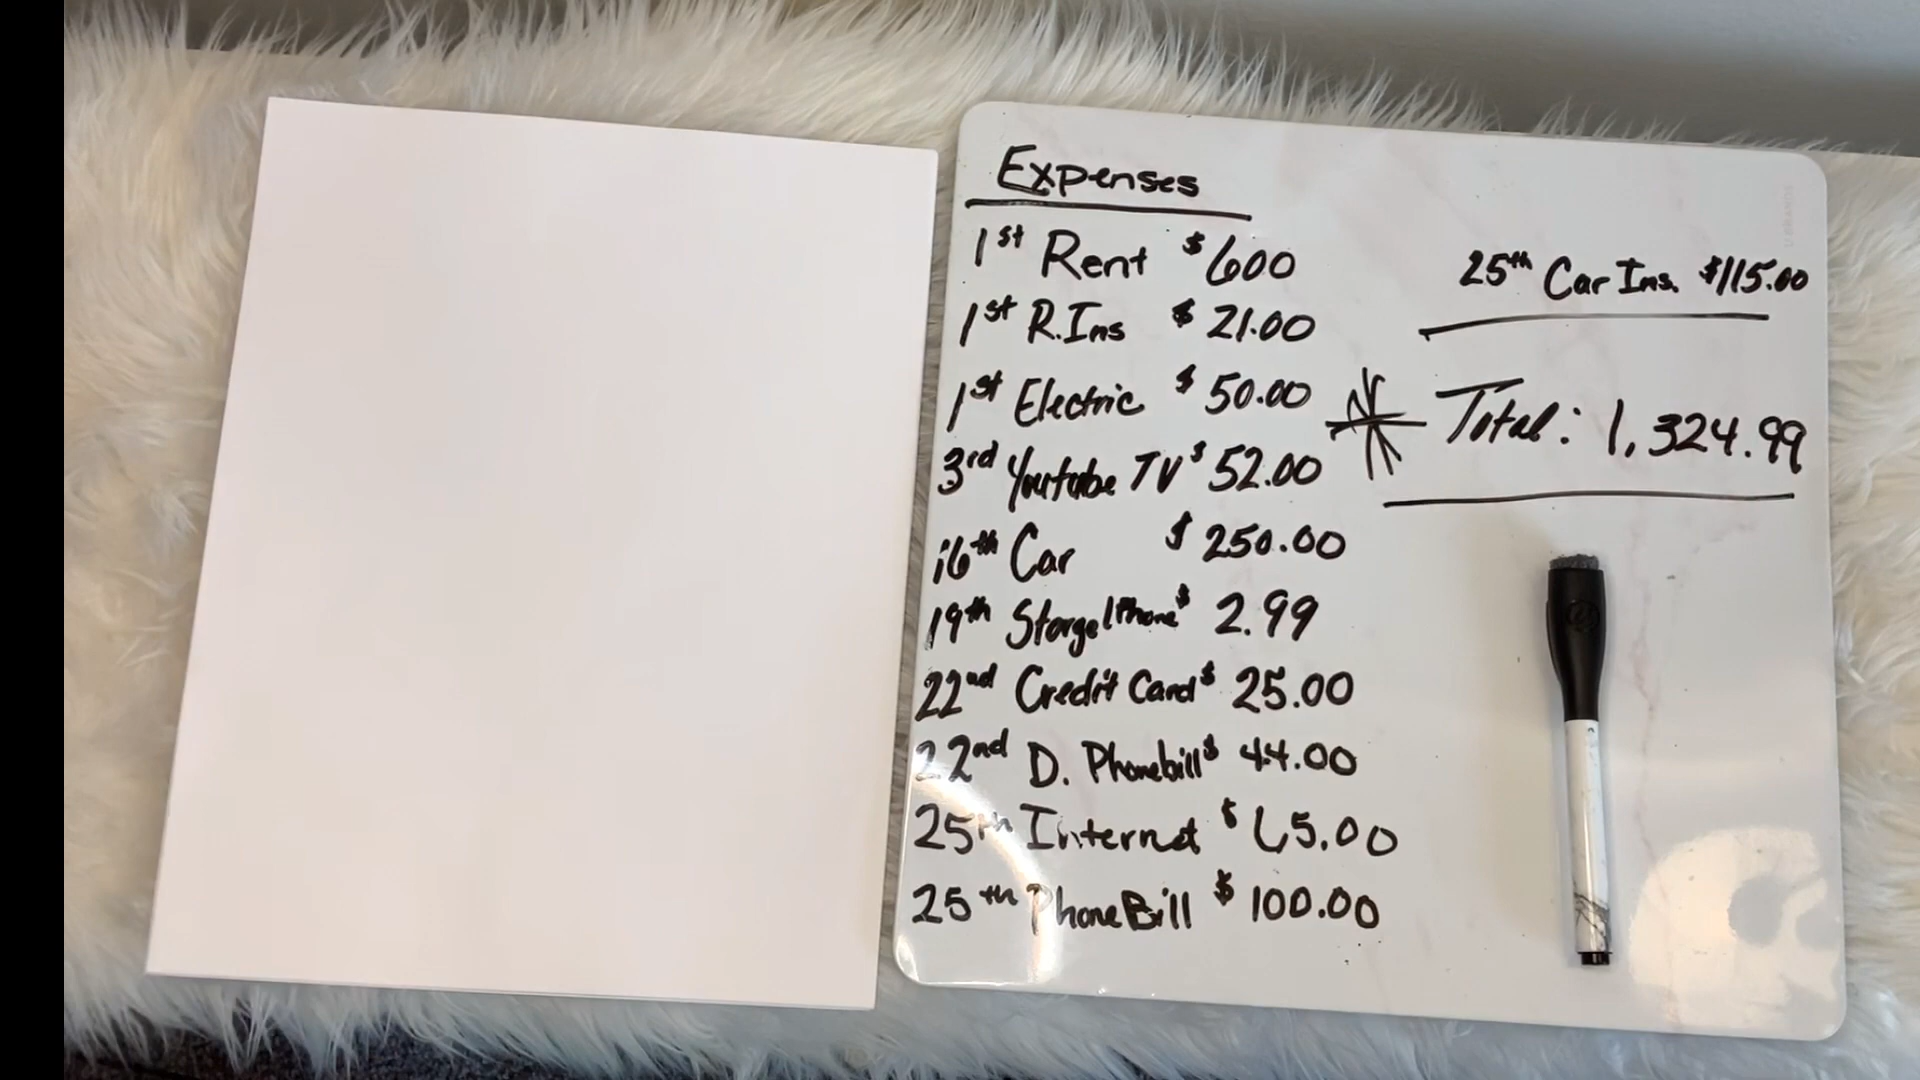 Expenses
1st Rent $600
1st R.Ins $ 21.00
1st Electric $ 50.00
3rd Youtube TV $ 52.00
16th Car $ 250.00
19th Storge IPhone $ 2.99
22nd Credit Card $ 25.00
22nd D. Phonebill $ 44.00
25th Internet $ 65.00
25th Phone Bill $ 100.00
25th Car Ins. $115.00
Total: 1,324.99